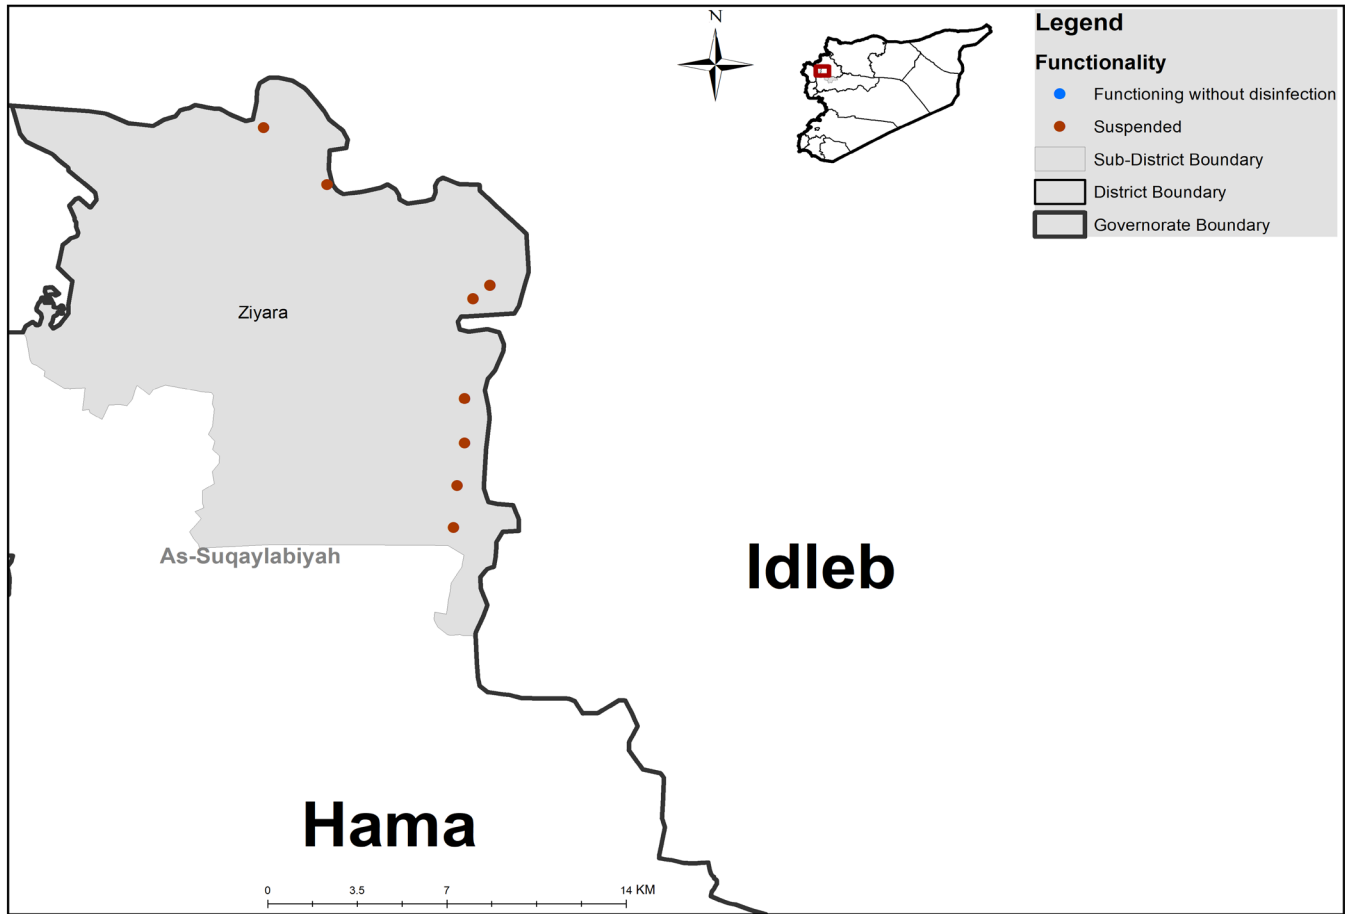 N
Legend
Functionality
Functioning without disinfection
Suspended
Sub-District Boundary
District Boundary
Governorate Boundary
Ziyara
As-Suqaylabiyah
Idleb
Hama
0 3.5 7 14 KM